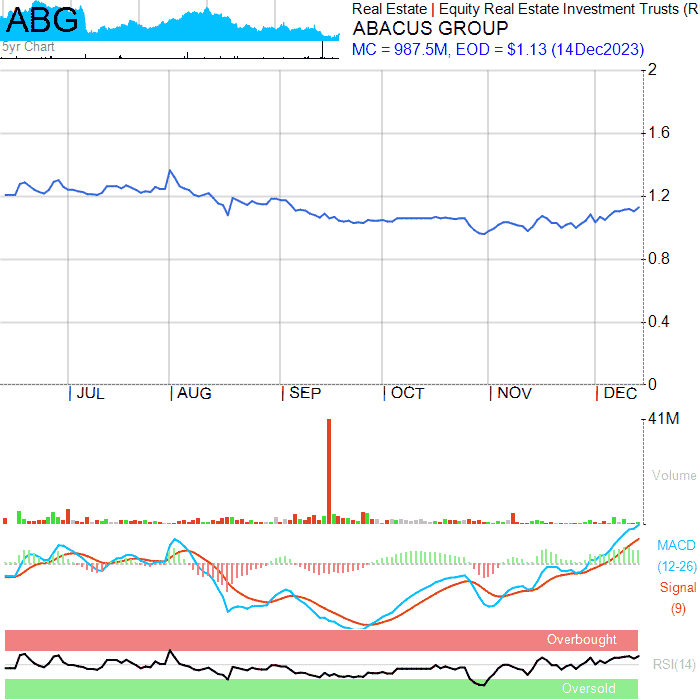 ABG
5yr Chart
Real Estate | Equity Real Estate Investment Trusts (R
ABACUS GROUP
MC = 987.5M, EOD = $1.13 (14Dec2023)
2
1.6
1.2
0.8
0.4
0
JUL
AUG
SEP
OCT
NOV
DEC
41M
Volume
MACD
(12-26)
Signal
(9)
Overbought
RSI(14)
Oversold